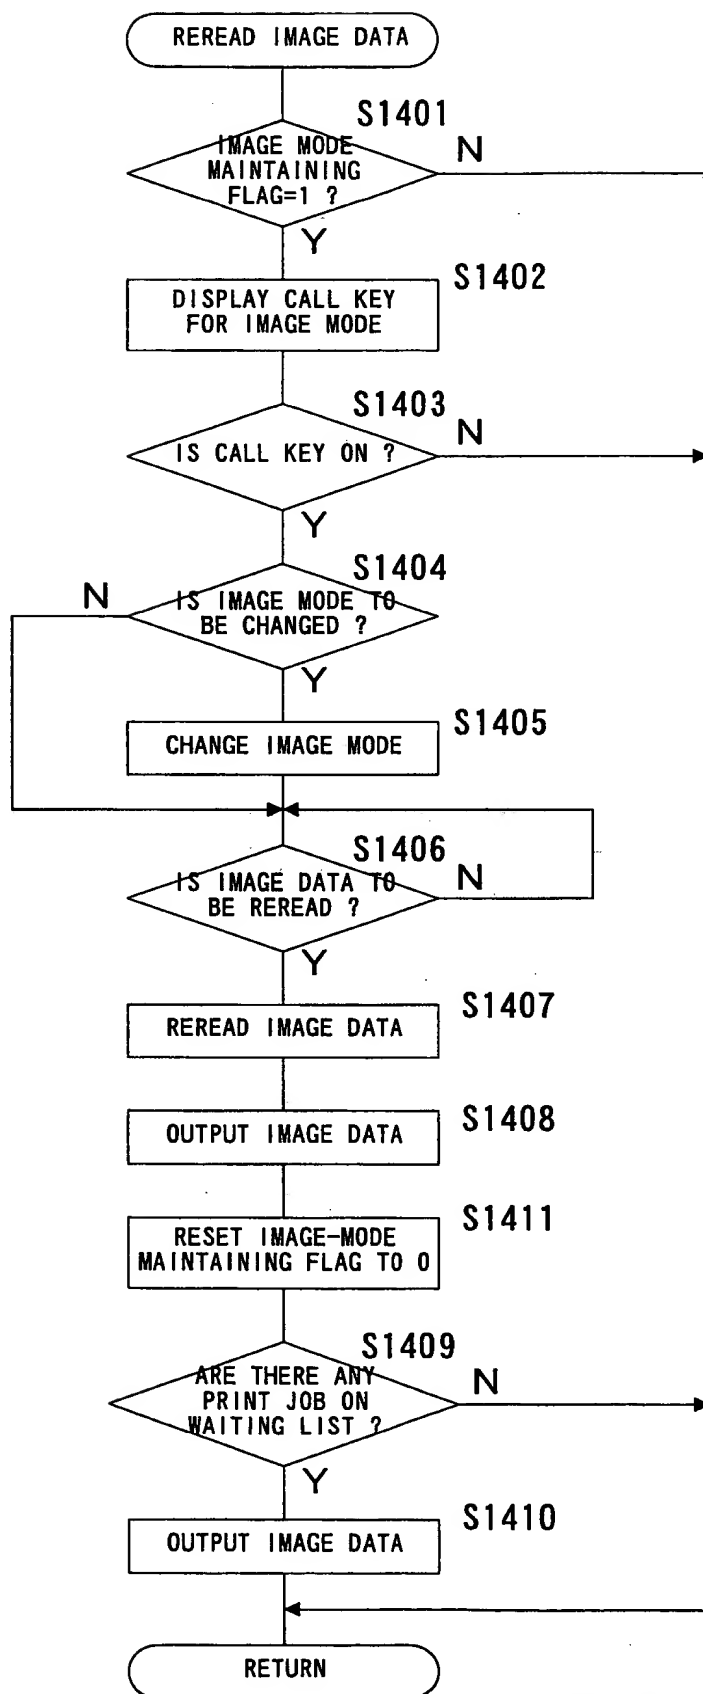 REREAD IMAGE DATA
S1401
IMAGE MODE
MAINTAINING
FLAG=1 ?
N
Y
S1402
DISPLAY CALL KEY
FOR IMAGE MODE
S1403
IS CALL KEY ON ?
N
Y
S1404
N
IS IMAGE MODE TO
BE CHANGED ?
Y
S1405
CHANGE IMAGE MODE
S1406
IS IMAGE DATA TO
BE REREAD ?
N
Y
S1407
REREAD IMAGE DATA
S1408
OUTPUT IMAGE DATA
S1411
RESET IMAGE-MODE
MAINTAINING FLAG TO 0
S1409
ARE THERE ANY
PRINT JOB ON
WAITING LIST ?
N
Y
S1410
OUTPUT IMAGE DATA
RETURN